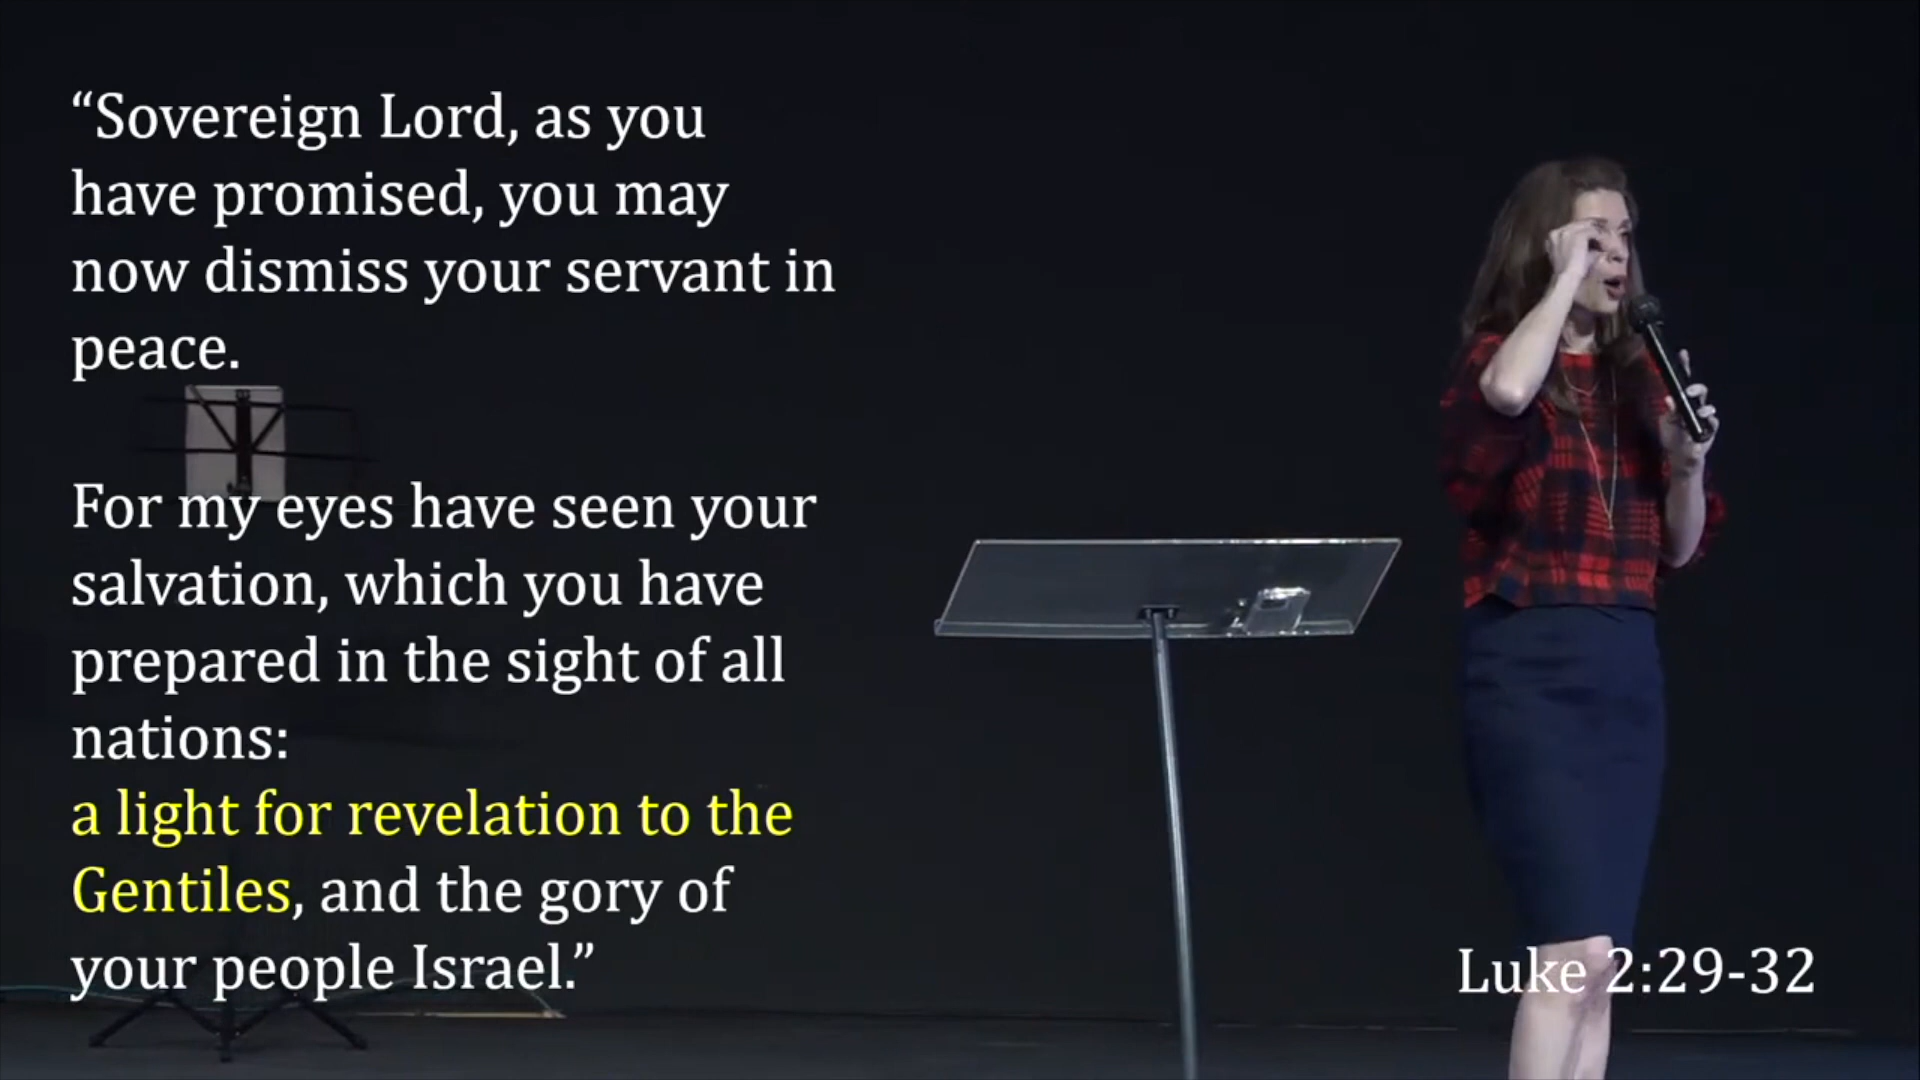 “Sovereign Lord, as you
have promised, you may
now dismiss your servant in
peace.
For my eyes have seen your
salvation, which you have
prepared in the sight of all
nations:
a light for revelation to the
Gentiles, and the gory of
your people Israel.”
Luke 2:29-32